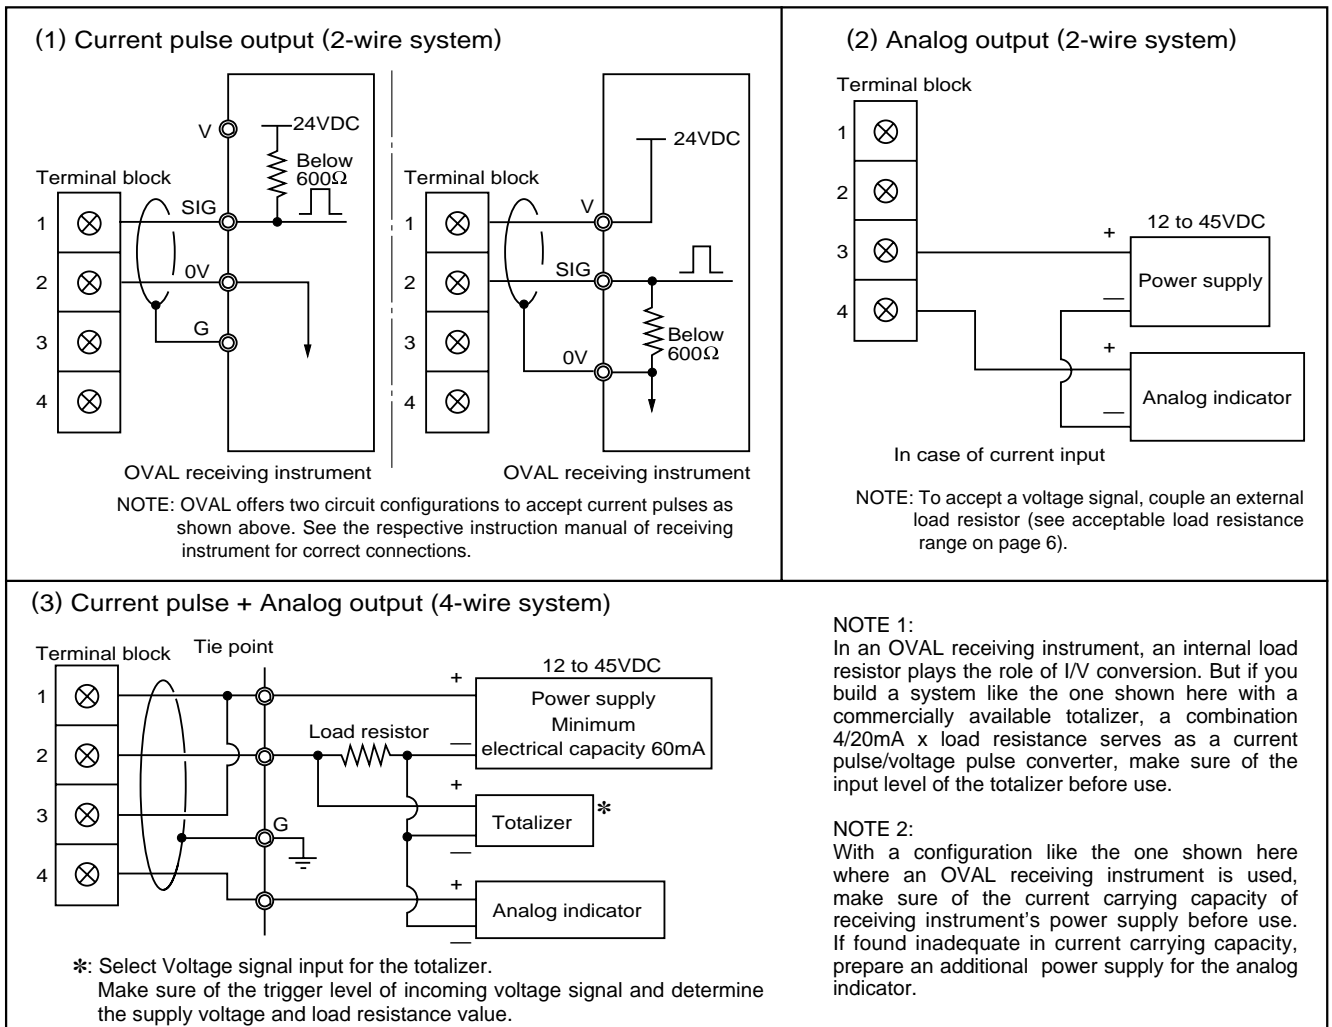 (1) Current pulse output (2-wire system)
V
24VDC
Below
600Ω
Terminal block
SIG
1
0V
2
G
3
4
OVAL receiving instrument
24VDC
Terminal block
V
1
SIG
2
Below
600Ω
3
0V
4
OVAL receiving instrument
NOTE: OVAL offers two circuit configurations to accept current pulses as
shown above. See the respective instruction manual of receiving
instrument for correct connections.
(2) Analog output (2-wire system)
Terminal block
1
2
12 to 45VDC
+
3
Power supply
—
4
+
Analog indicator
—
In case of current input
NOTE: To accept a voltage signal, couple an external
load resistor (see acceptable load resistance
range on page 6).
(3) Current pulse + Analog output (4-wire system)
Terminal block
Tie point
12 to 45VDC
+
1
Power supply
Minimum
electrical capacity 60mA
Load resistor
—
2
+
3
Totalizer
*
G
—
4
+
Analog indicator
—
*: Select Voltage signal input for the totalizer.
Make sure of the trigger level of incoming voltage signal and determine
the supply voltage and load resistance value.
NOTE 1:
In an OVAL receiving instrument, an internal load
resistor plays the role of I/V conversion. But if you
build a system like the one shown here with a
commercially available totalizer, a combination
4/20mA x load resistance serves as a current
pulse/voltage pulse converter, make sure of the
input level of the totalizer before use.
NOTE 2:
With a configuration like the one shown here
where an OVAL receiving instrument is used,
make sure of the current carrying capacity of
receiving instrument's power supply before use.
If found inadequate in current carrying capacity,
prepare an additional power supply for the analog
indicator.